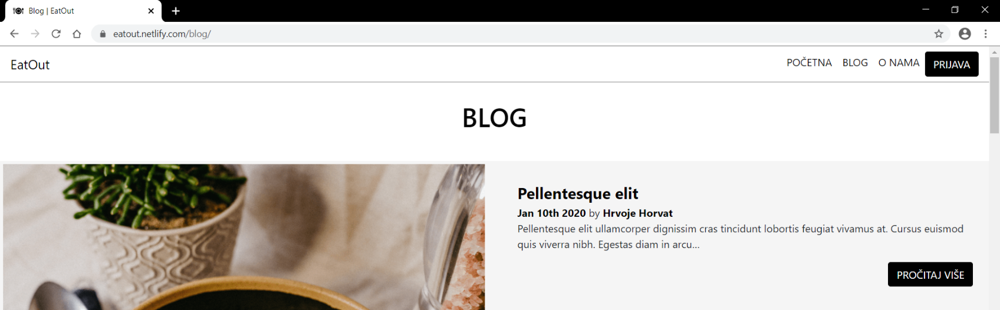 Blog | EatOut
eatout.netlify.com/blog/
EatOut
POČETNA BLOG O NAMA PRIJAVA
BLOG
Pellentesque elit
Jan 10th 2020 by Hrvoje Horvat
Pellentesque elit ullamcorper dignissim cras tincidunt lobortis feugiat vivamus at. Cursus euismod
quis viverra nibh. Egestas diam in arcu...
PROČITAJ VIŠE